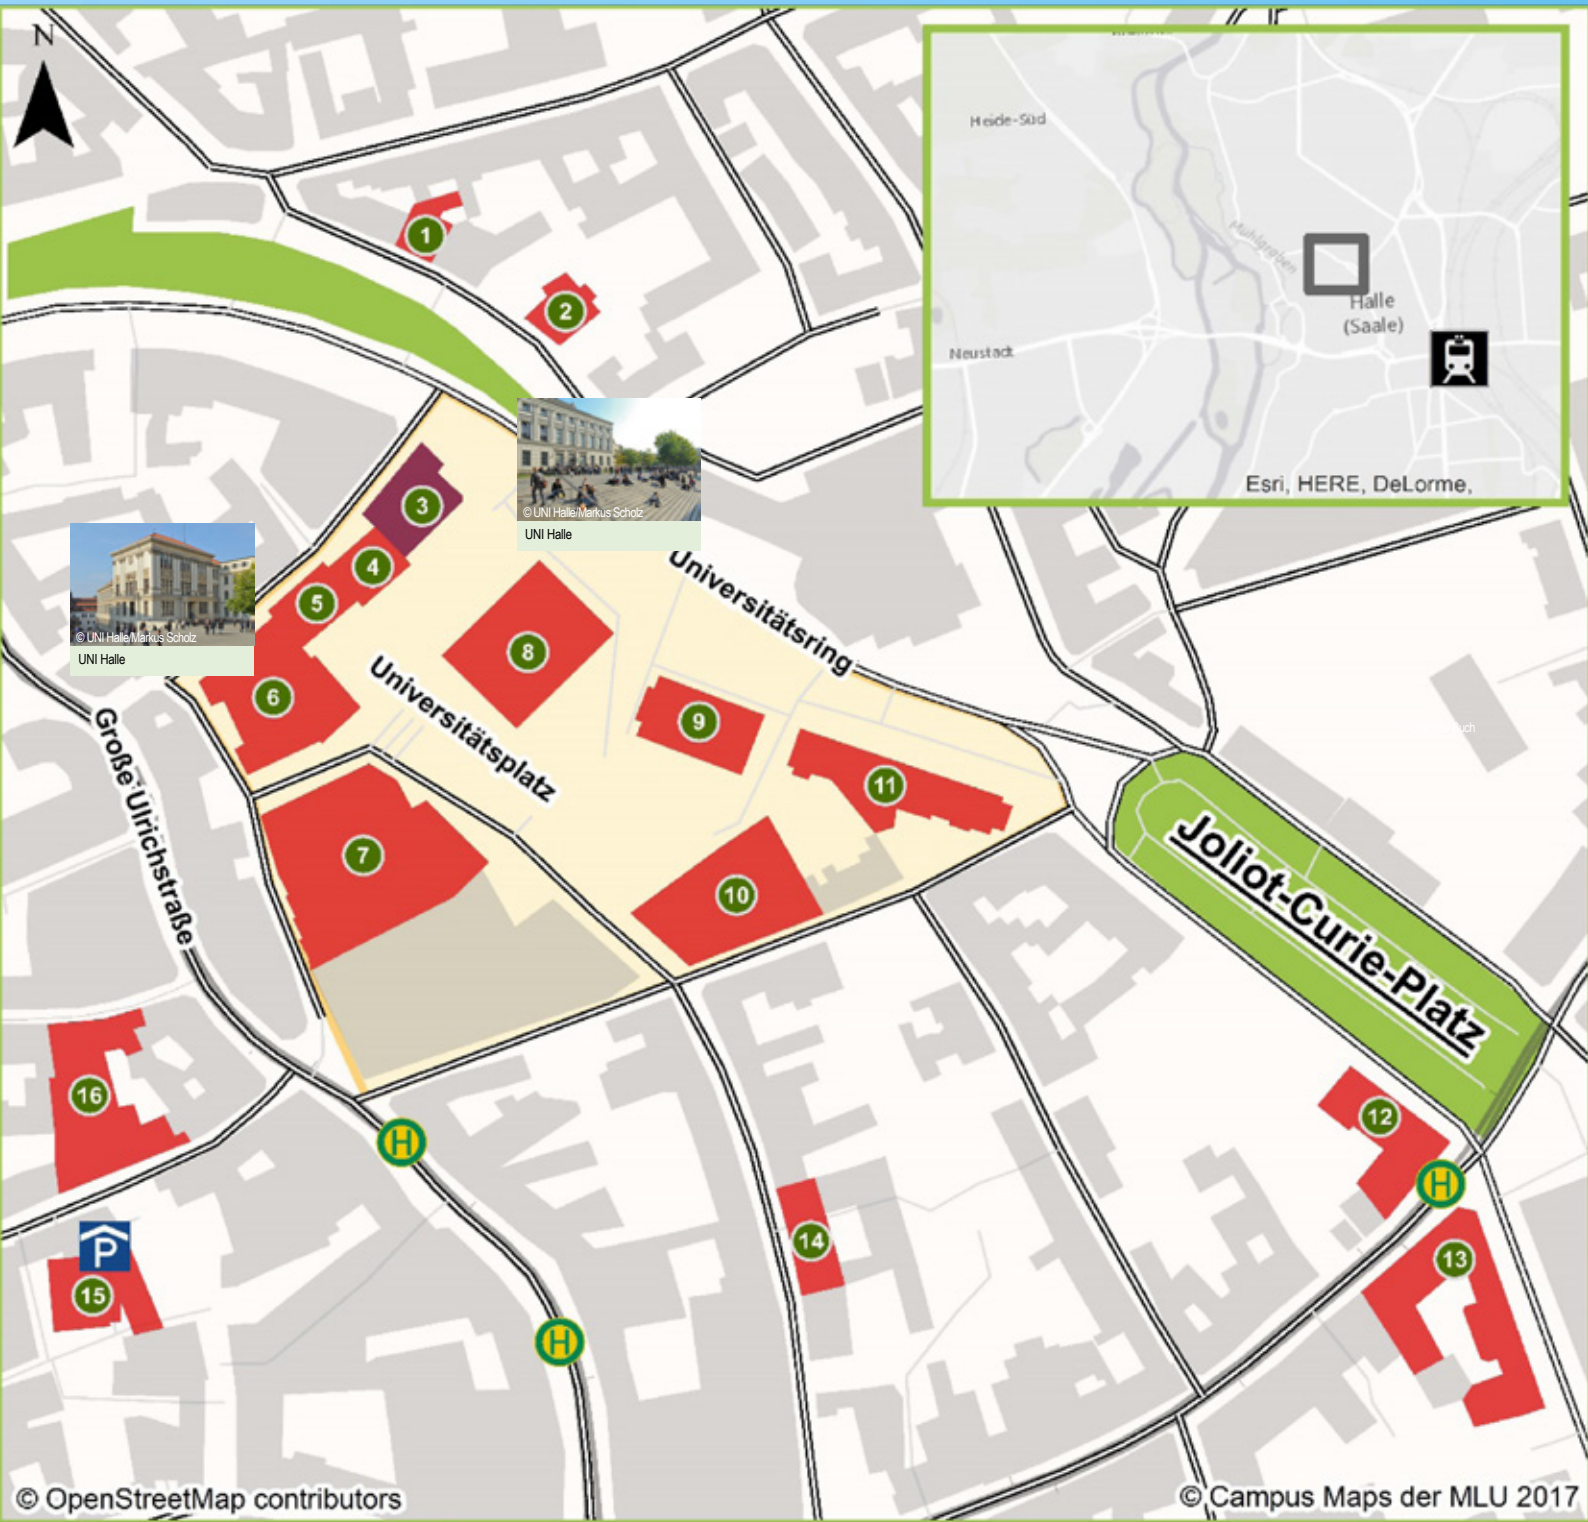 N
Heide-Süd
Mühlgraben
Halle
(Saale)
Neustadt
Esri, HERE, DeLorme,
1
2
© UNI Halle/Markus Scholz
UNI Halle
3
4
5
© UNI Halle/Markus Scholz
UNI Halle
6
7
8
9
10
11
Universitätsring
Universitätsplatz
Große Ulrichstraße
Joliot-Curie-Platz
16
H
12
H
P
15
14
13
H
© OpenStreetMap contributors
© Campus Maps der MLU 2017